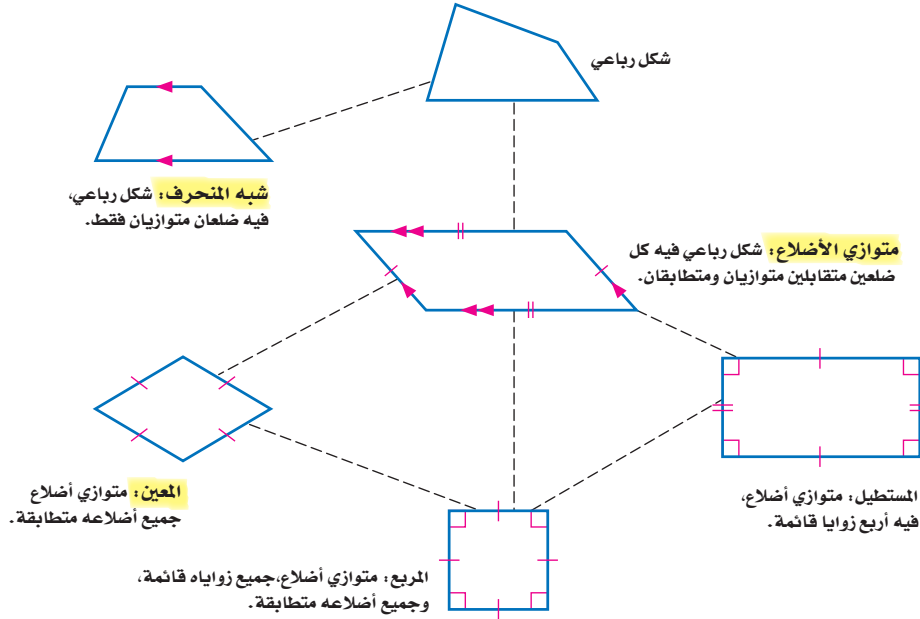 شكل رباعي
شبه المنحرف: شكل رباعي،
فيه ضلعان متوازيان فقط.
متوازي الأضلاع: شكل رباعي فيه كل
ضلعين متقابلين متوازيان ومتطابقان.
المعين: متوازي أضلاع
جميع أضلاعه متطابقة.
المستطيل: متوازي أضلاع،
فيه أربع زوايا قائمة.
المربع: متوازي أضلاع،جميع زواياه قائمة،
وجميع أضلاعه متطابقة.